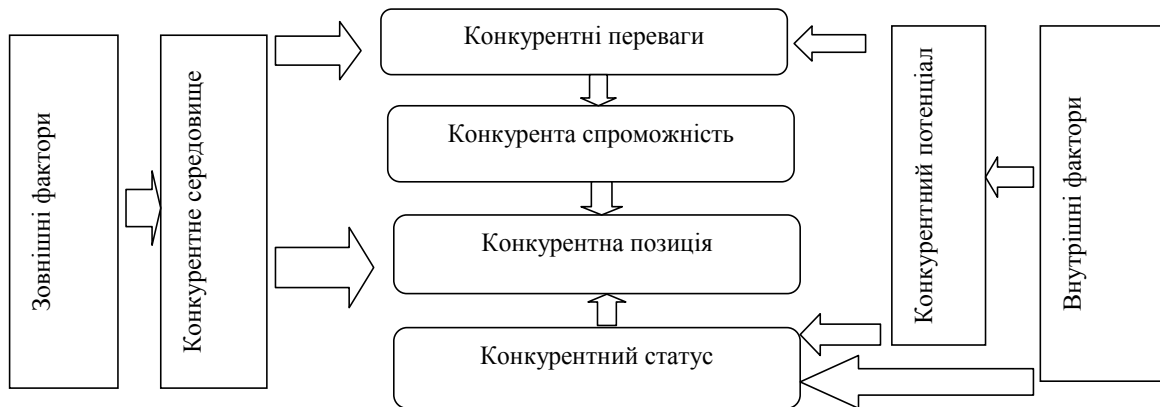 Зовнішні фактори
Конкурентне середовище
Конкурентні переваги
Конкурента спроможність
Конкурентна позиція
Конкурентний статус
Конкурентний потенціал
Внутрішні фактори